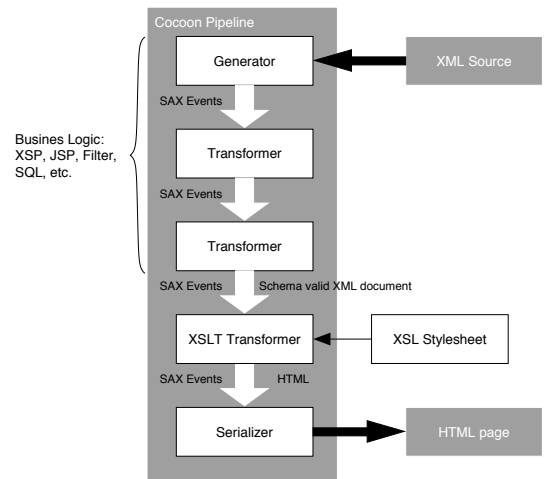 Cocoon Pipeline
Generator
XML Source
SAX Events
Busines Logic:
XSP, JSP, Filter,
SQL, etc.
Transformer
SAX Events
Transformer
SAX Events
Schema valid XML document
XSLT Transformer
XSL Stylesheet
SAX Events
HTML
Serializer
HTML page